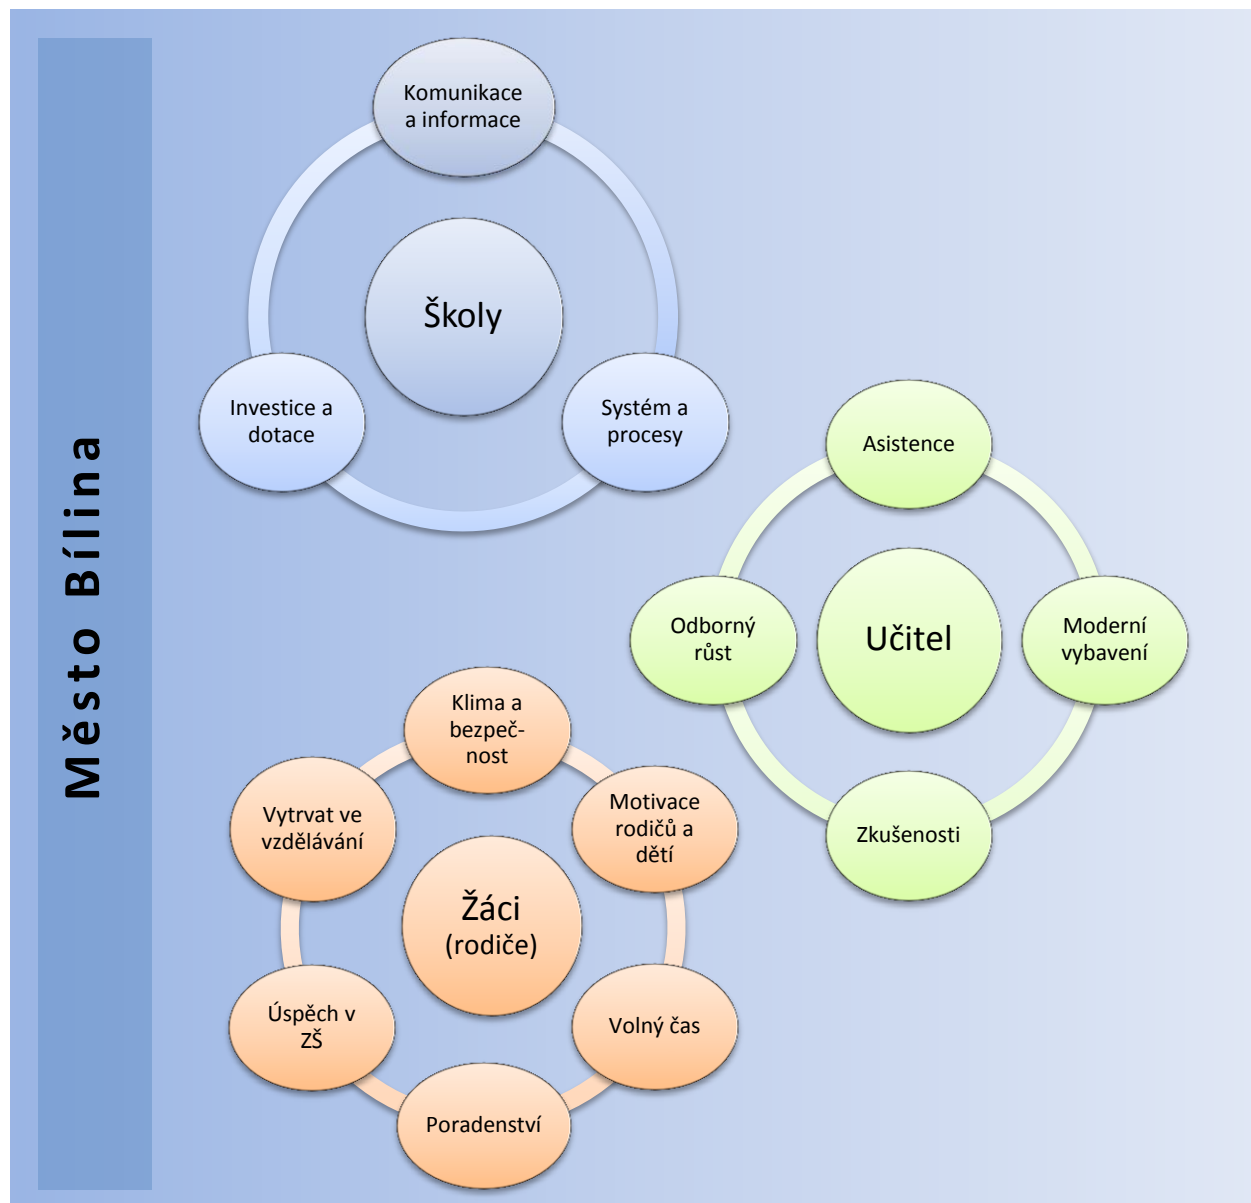 Město Bílina
Komunikace
a informace
Školy
Investice a
dotace
Systém a
procesy
Asistence
Odborný
růst
Učitel
Moderní
vybavení
Zkušenosti
Klima a
bezpeč-
nost
Vytrvat ve
vzdělávání
Motivace
rodičů a
dětí
Žáci
(rodiče)
Úspěch v
ZŠ
Volný čas
Poradenství